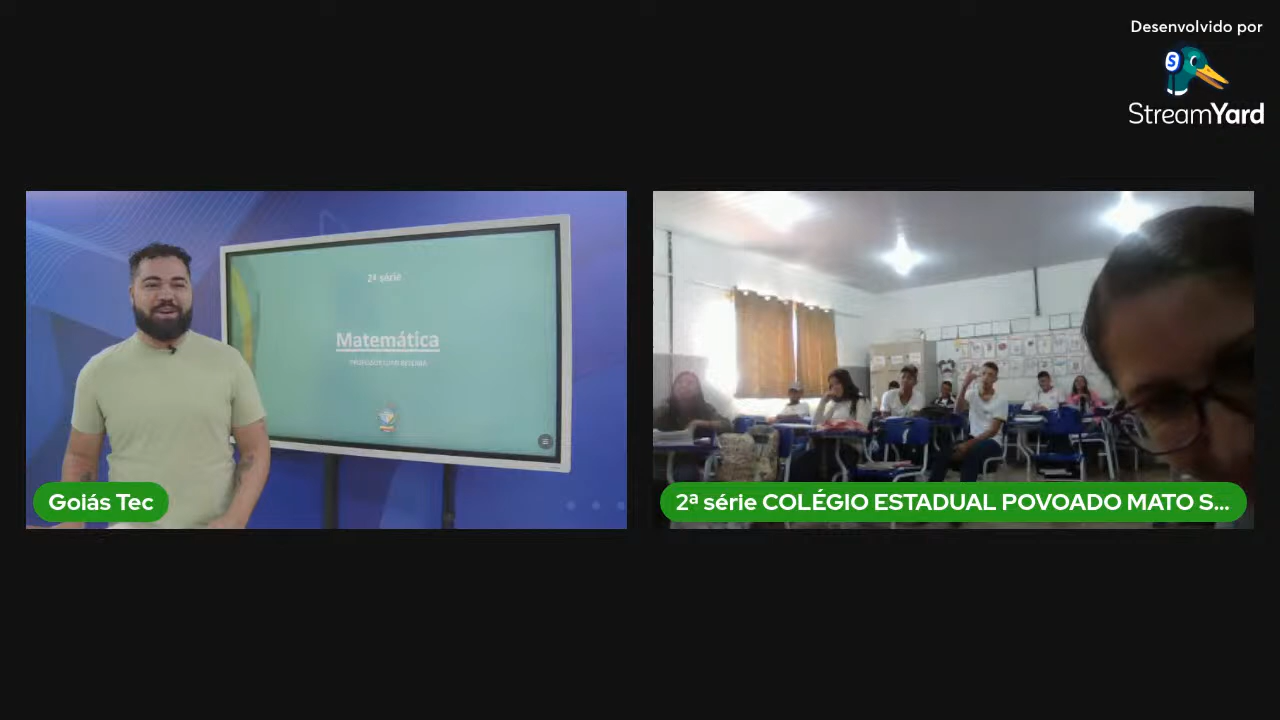 Desenvolvido por
StreamYard
2ª série
Matemática
Goiás Tec
2ª série COLÉGIO ESTADUAL POVOADO MATO S...